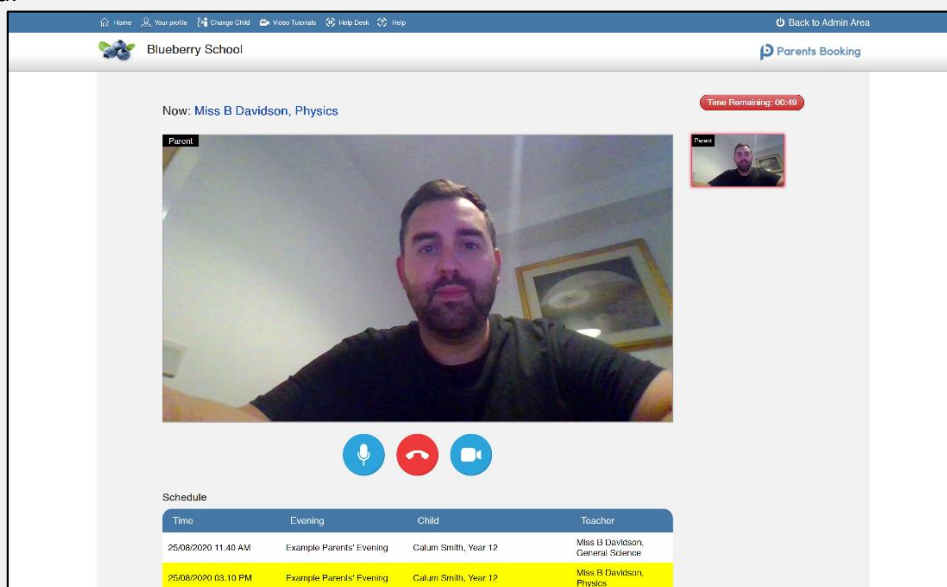 Home Your profile Change Child Video Tutorials Help Desk Help Back to Admin Area
Blueberry School Parents Booking
Now: Miss B Davidson, Physics
Time Remaining: 00:49
Parent
Parent
Schedule
Time Evening Child Teacher
25/08/2020 11.40 AM Example Parents' Evening Calum Smith, Year 12 Miss B Davidson,
General Science
25/08/2020 03.10 PM Example Parents' Evening Calum Smith, Year 12 Miss B Davidson,
Physics